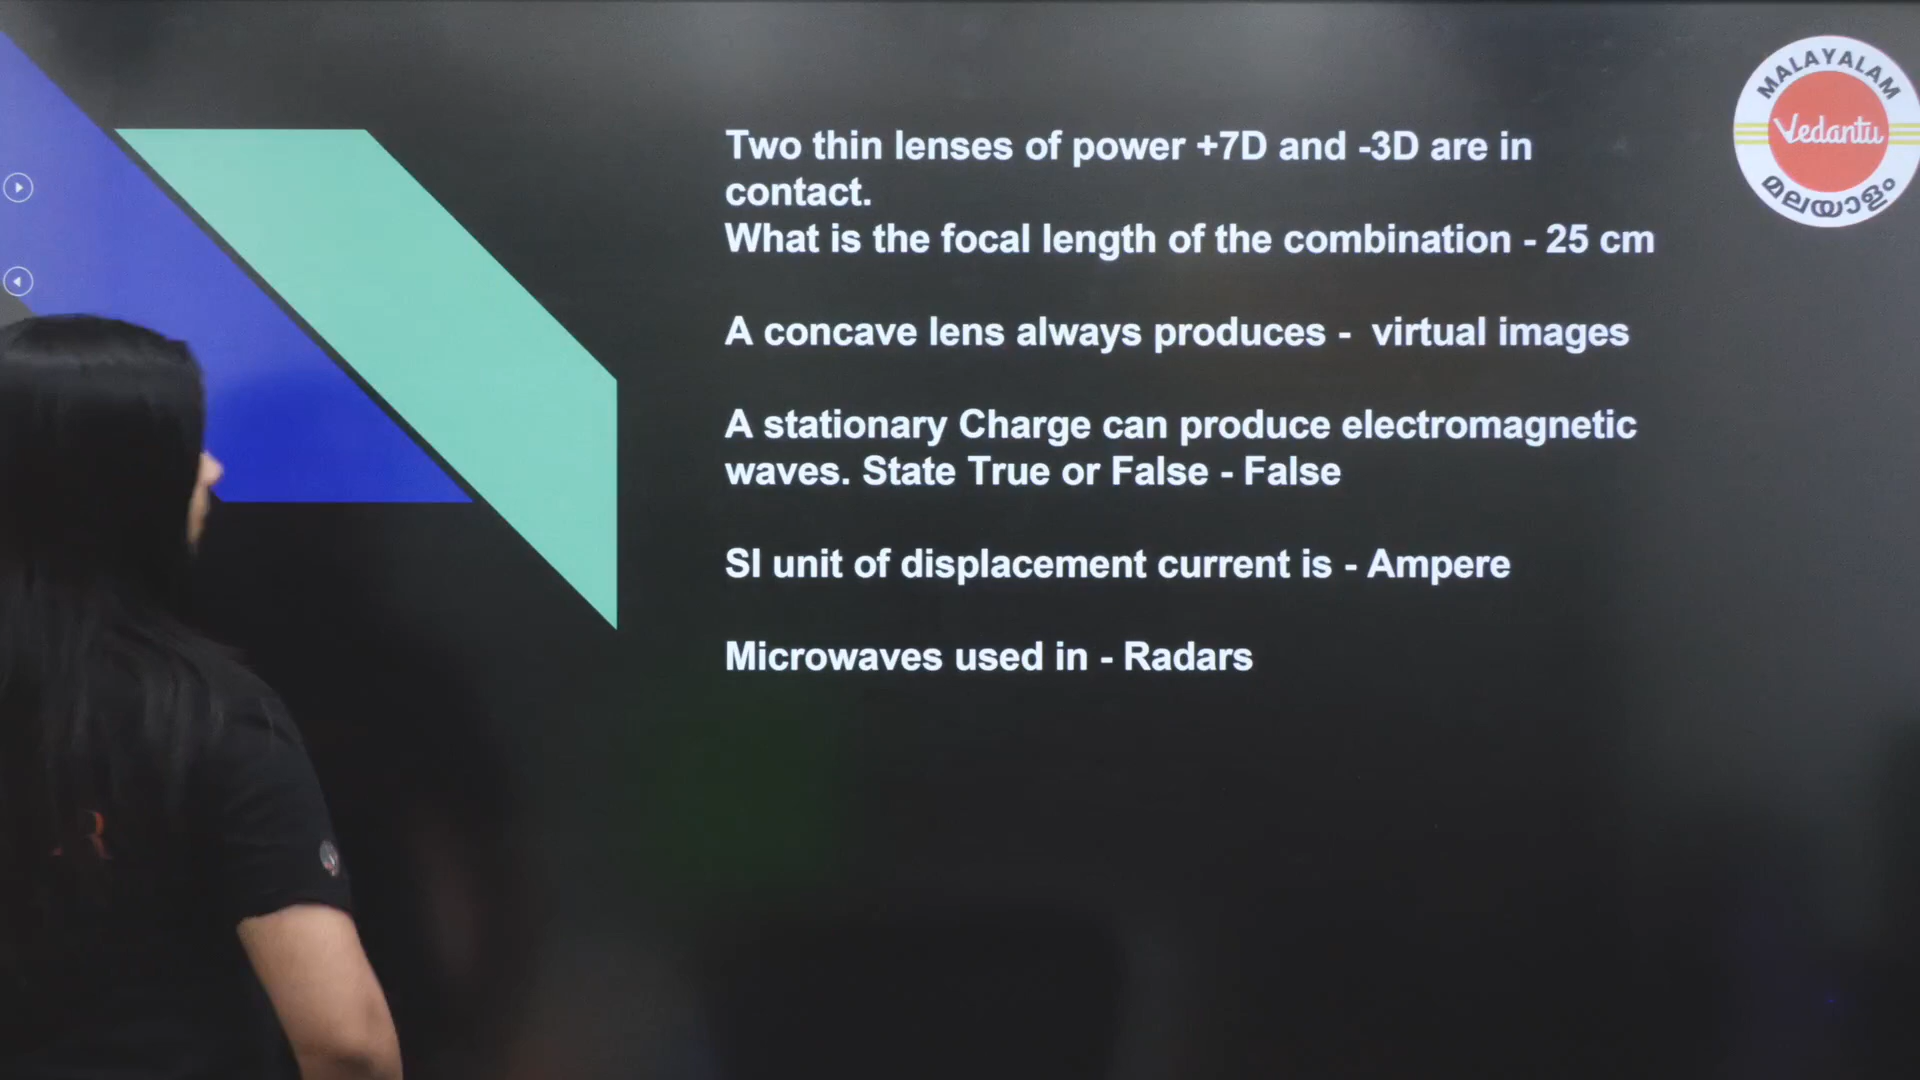 Two thin lenses of power +7D and -3D are in
contact.
What is the focal length of the combination - 25 cm
A concave lens always produces -  virtual images
A stationary Charge can produce electromagnetic
waves. State True or False - False
SI unit of displacement current is - Ampere
Microwaves used in - Radars
MALAYALAM
Vedantu
മലയാളം